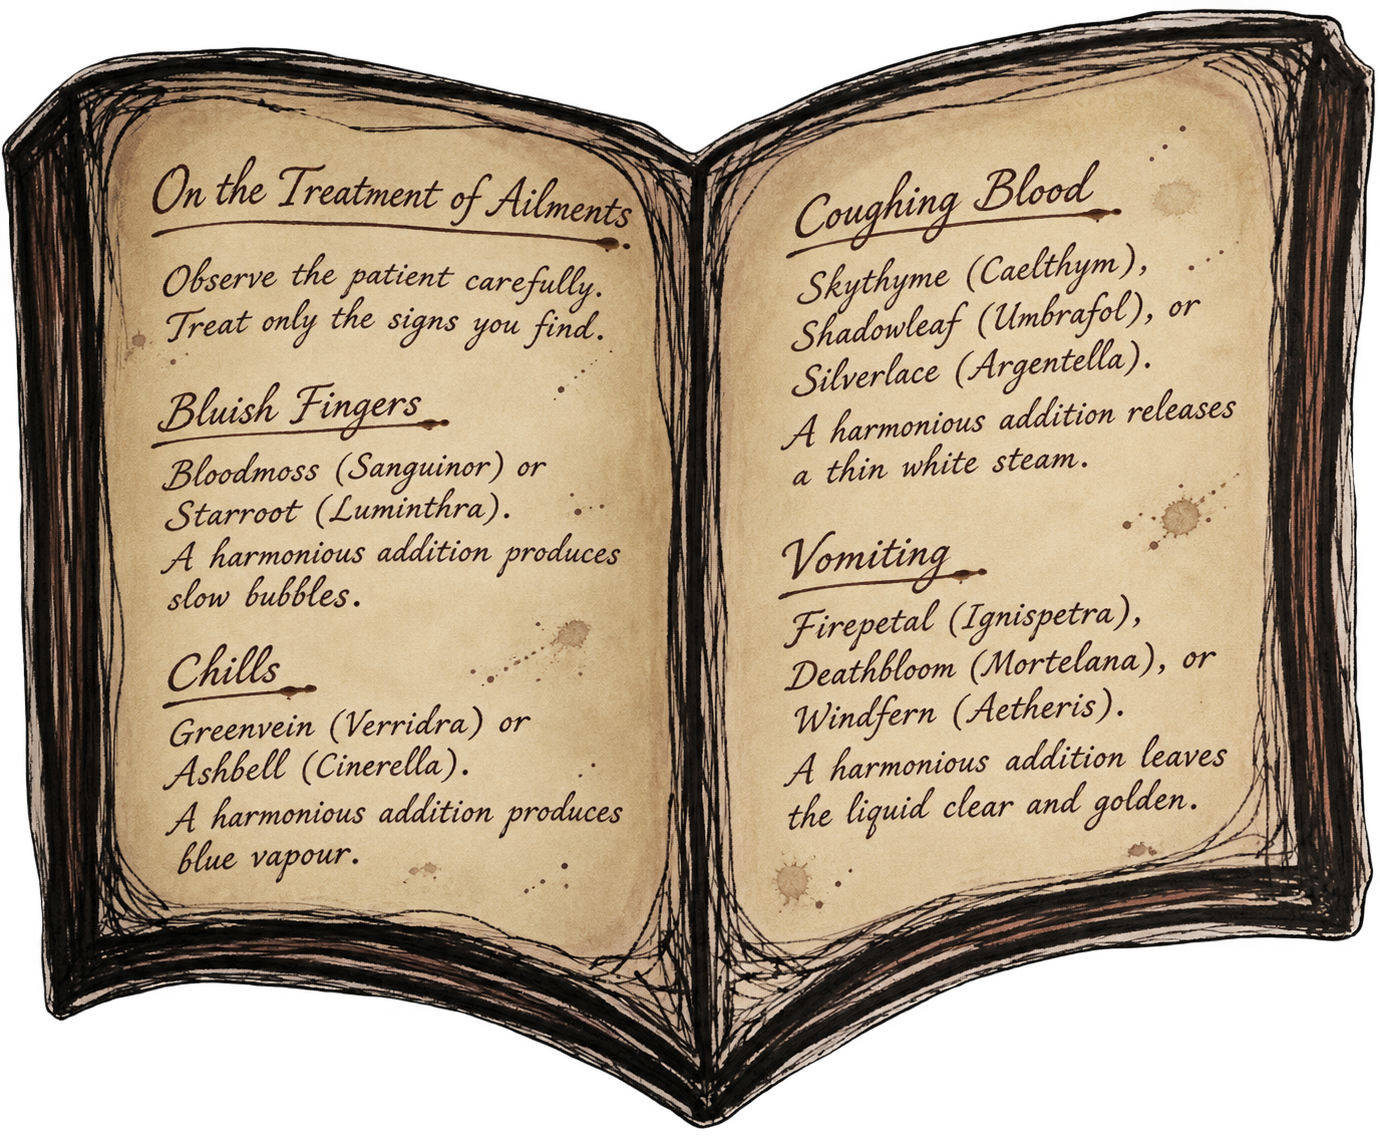 On the Treatment of Ailments
Observe the patient carefully.
Treat only the signs you find.
Bluish Fingers
Bloodmoss (Sanguinor) or
Starroot (Luminthra).
A harmonious addition produces
slow bubbles.
Chills
Greenvein (Verridra) or
Ashbell (Cinerella).
A harmonious addition produces
blue vapour.
Coughing Blood
Skythyme (Caelthym),
Shadowleaf (Umbrafol), or
Silverlace (Argentella).
A harmonious addition releases
a thin white steam.
Vomiting
Firepetal (Ignispetra),
Deathbloom (Mortelana), or
Windfern (Aetheris).
A harmonious addition leaves
the liquid clear and golden.